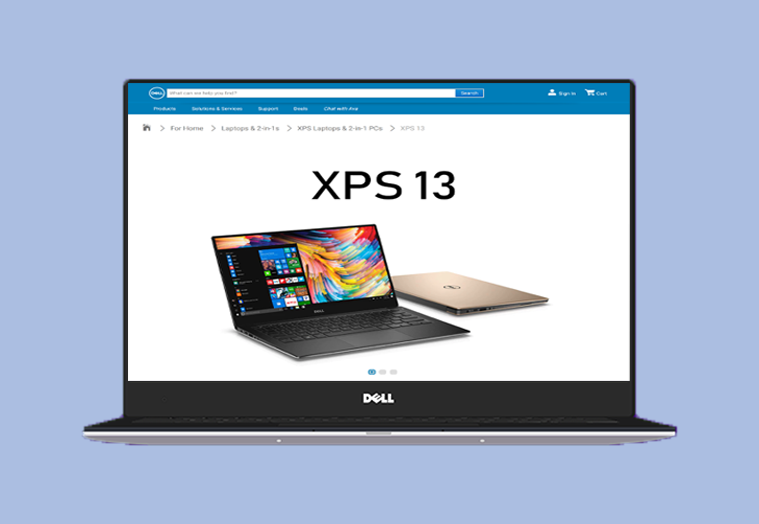 DELL
What can we help you find?
Search
Sign In
Cart
Products
Solutions & Services
Support
Deals
Chat with Ava
For Home > Laptops & 2-in-1s > XPS Laptops & 2-in-1 PCs > XPS 13
XPS 13
DELL
DELL